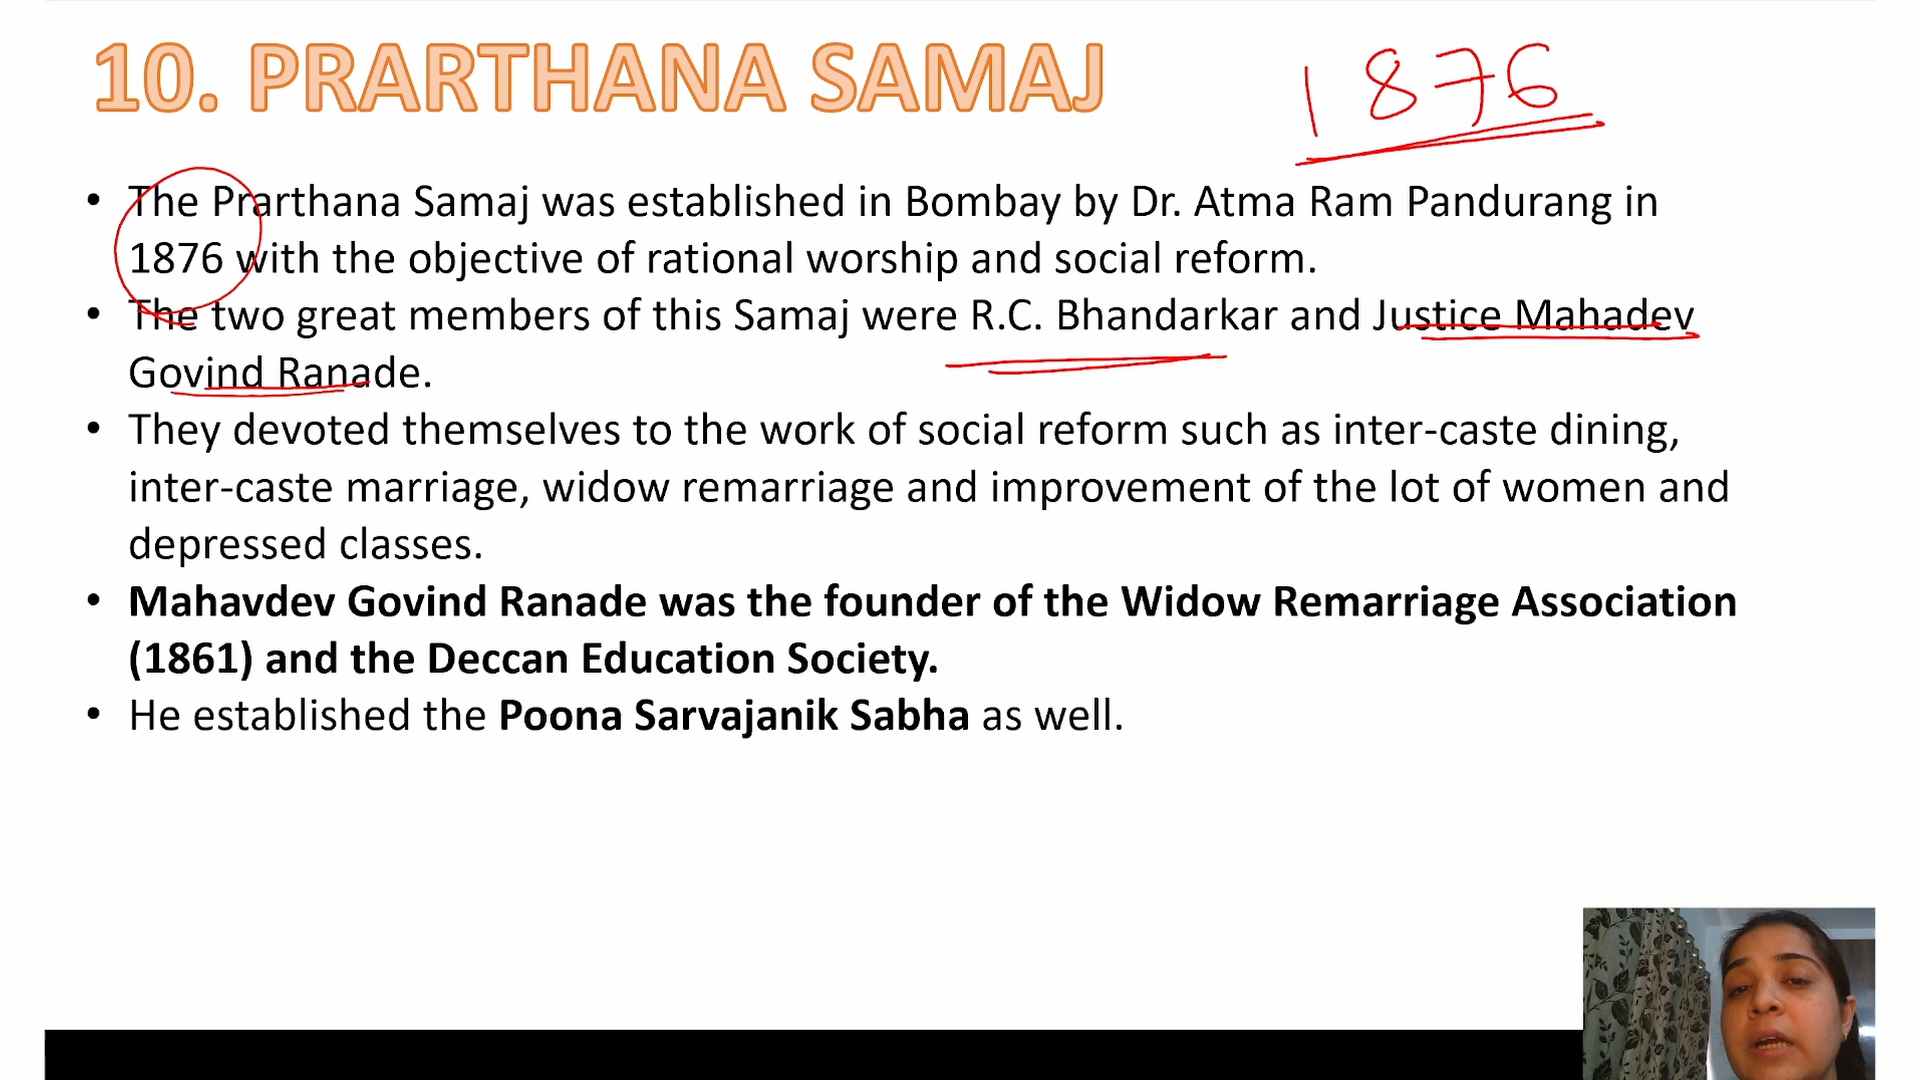 10. PRARTHANA SAMAJ
1876
• The Prarthana Samaj was established in Bombay by Dr. Atma Ram Pandurang in
1876 with the objective of rational worship and social reform.
• The two great members of this Samaj were R.C. Bhandarkar and Justice Mahadev
Govind Ranade.
• They devoted themselves to the work of social reform such as inter-caste dining,
inter-caste marriage, widow remarriage and improvement of the lot of women and
depressed classes.
• Mahavdev Govind Ranade was the founder of the Widow Remarriage Association
(1861) and the Deccan Education Society.
• He established the Poona Sarvajanik Sabha as well.